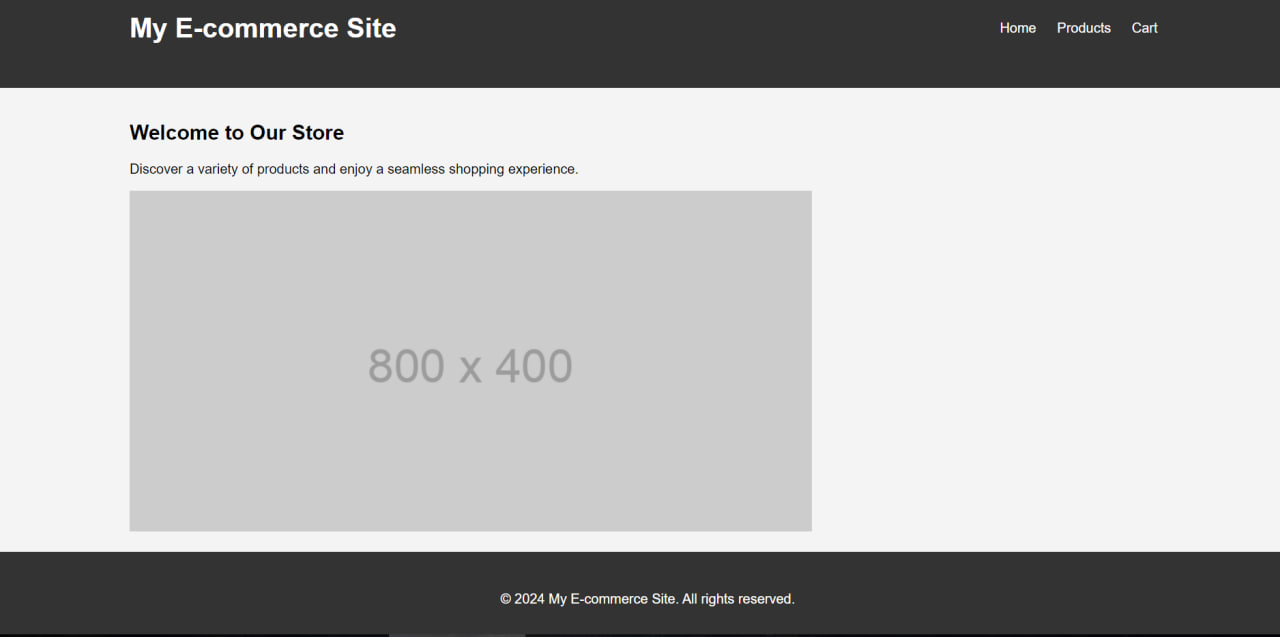 My E-commerce Site
Home Products Cart
Welcome to Our Store
Discover a variety of products and enjoy a seamless shopping experience.
800 x 400
© 2024 My E-commerce Site. All rights reserved.